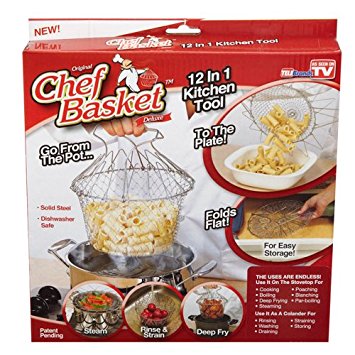 NEW!
Original
Chef
Basket™
Deluxe
12 In 1
Kitchen
Tool
TELEBrands
AS SEEN ON
TV
Go From
The Pot...
To The
Plate!
• Solid Steel
• Dishwasher
Safe
Folds
Flat!
For Easy
Storage!
Patent
Pending
Steam
Rinse &
Strain
Deep Fry
THE USES ARE ENDLESS!
Use It On The Stovetop For
• Cooking
• Boiling
• Deep Frying
• Steaming
• Poaching
• Blanching
• Par-boiling
Use It As A Colander For
• Rinsing
• Washing
• Draining
• Straining
• Storing